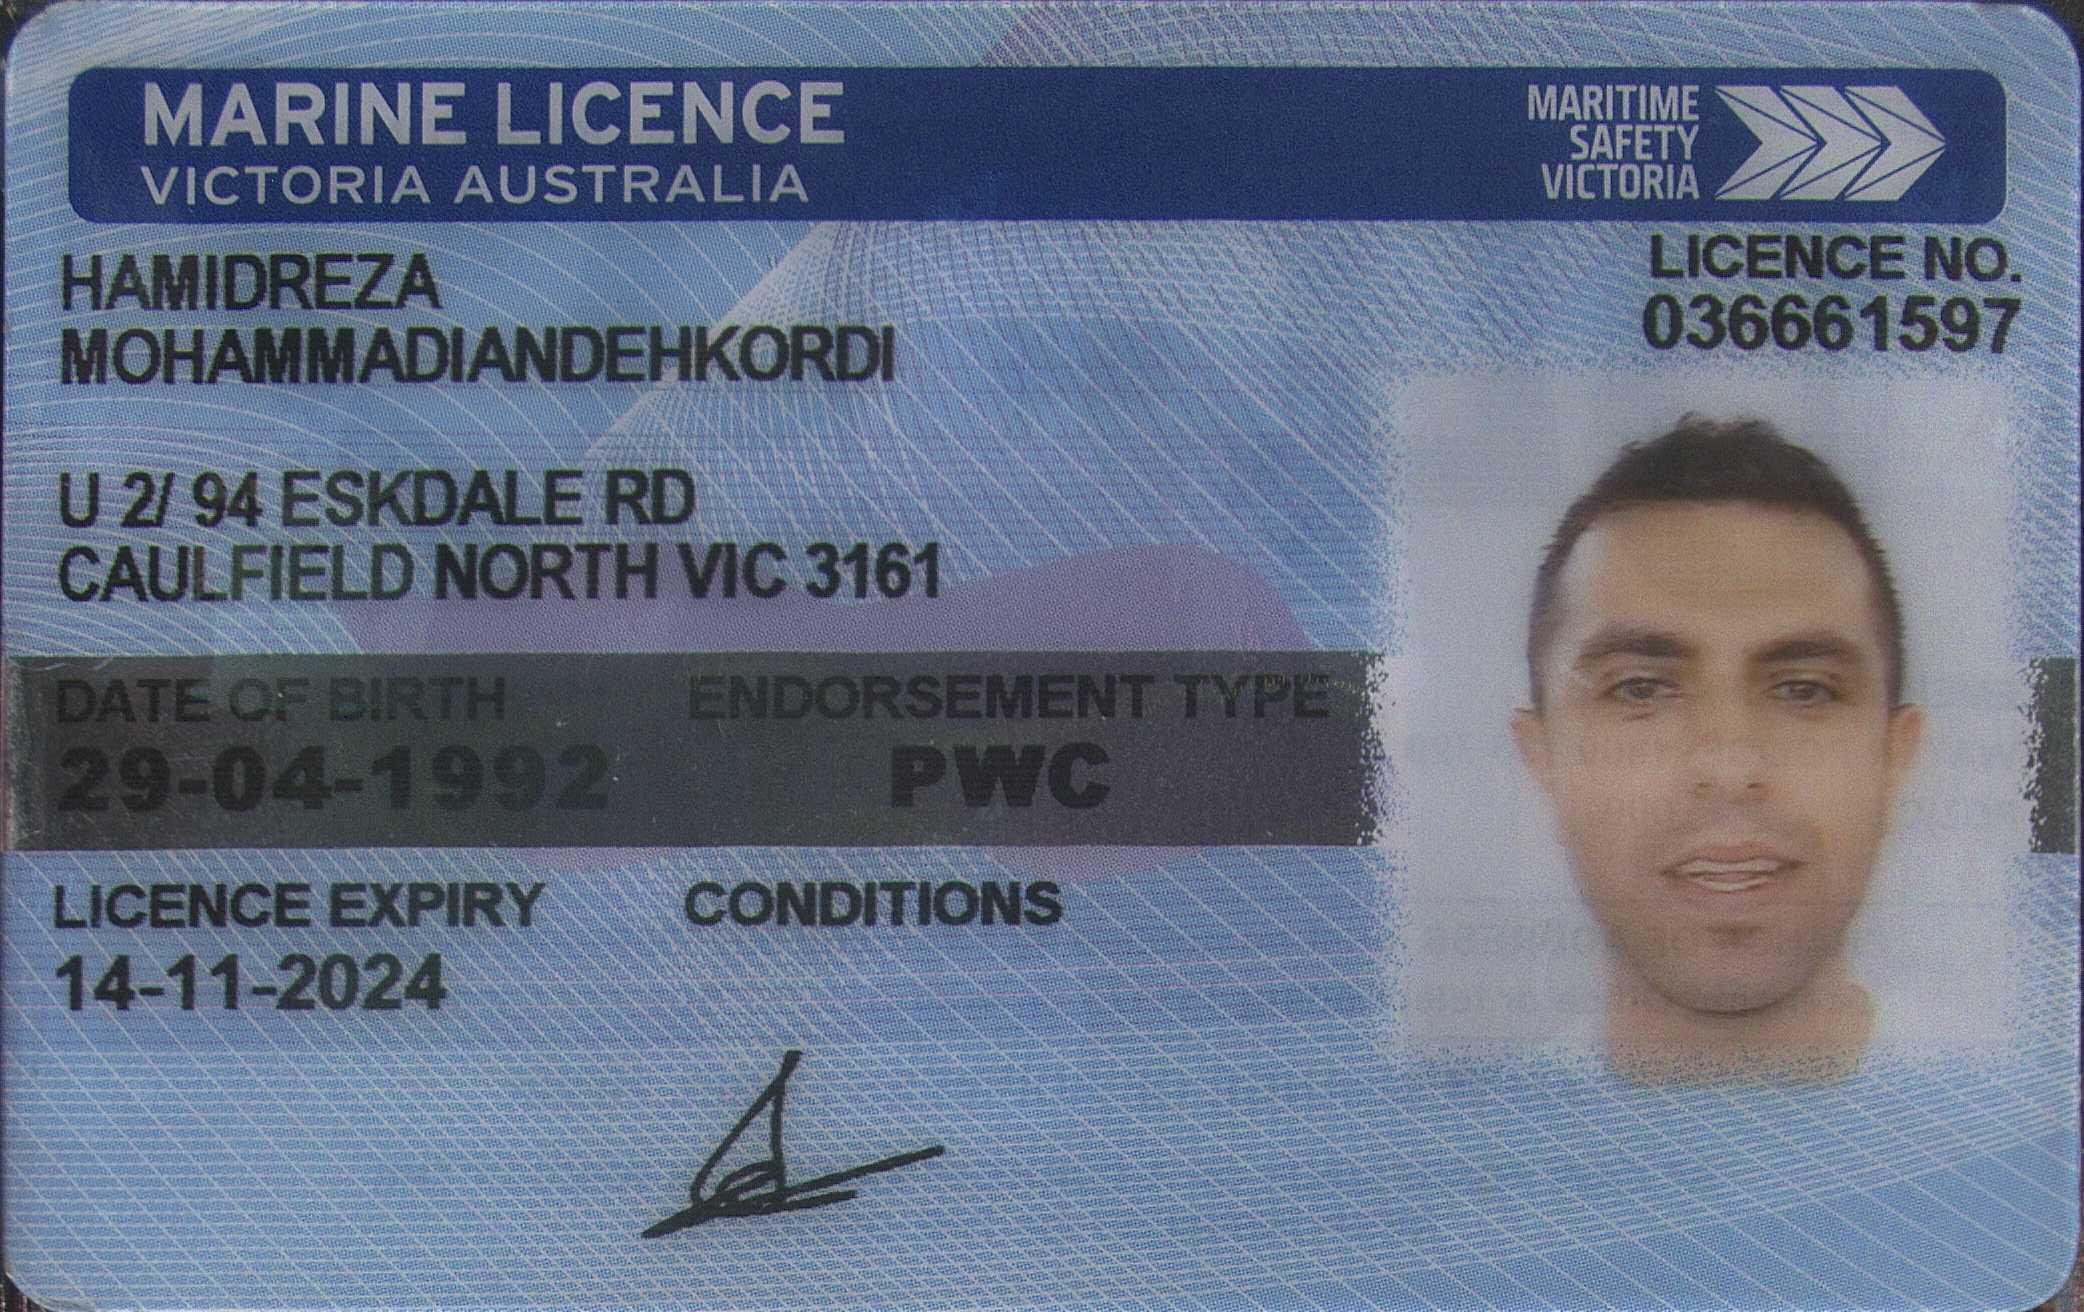 MARINE LICENCE
VICTORIA AUSTRALIA
MARITIME
SAFETY
VICTORIA
HAMIDREZA
MOHAMMADIANDEHKORDI
LICENCE NO.
036661597
U 2/ 94 ESKDALE RD
CAULFIELD NORTH VIC 3161
DATE OF BIRTH
29-04-1992
ENDORSEMENT TYPE
PWC
LICENCE EXPIRY
14-11-2024
CONDITIONS